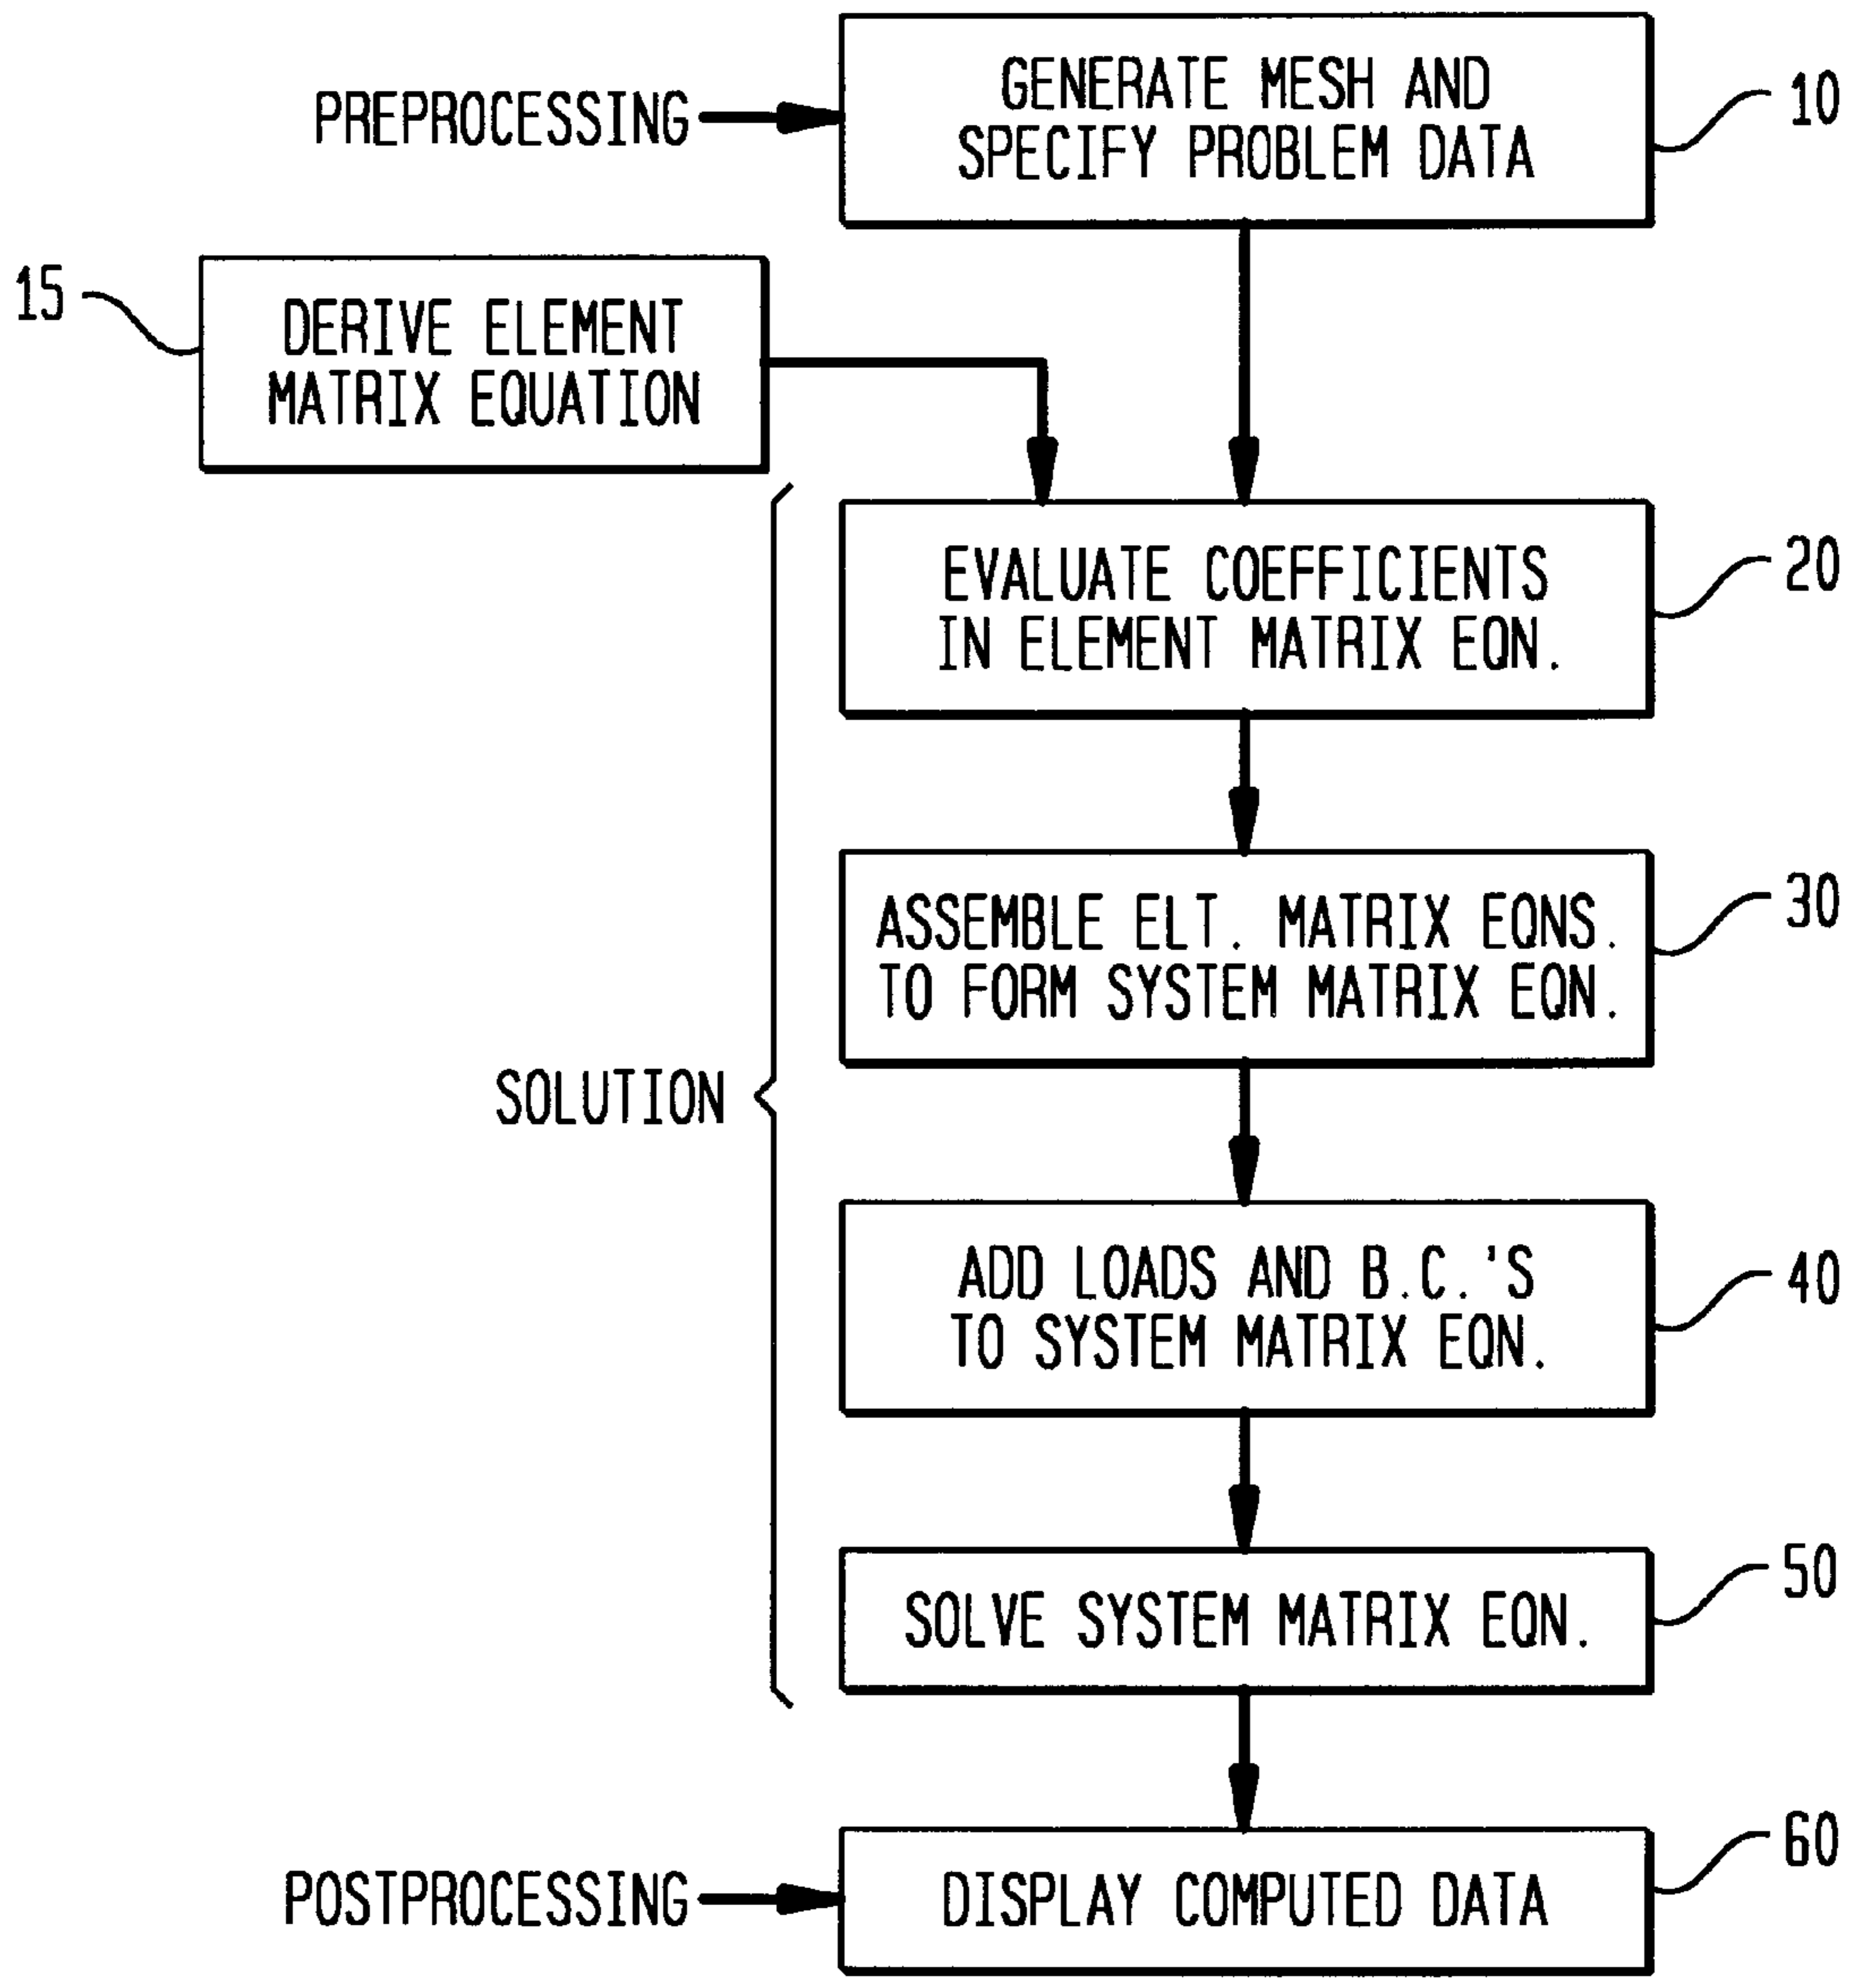 GENERATE MESH AND
SPECIFY PROBLEM DATA
10
PREPROCESSING
15
DERIVE ELEMENT
MATRIX EQUATION
EVALUATE COEFFICIENTS
IN ELEMENT MATRIX EQN.
20
ASSEMBLE ELT. MATRIX EQNS.
TO FORM SYSTEM MATRIX EQN.
30
SOLUTION
ADD LOADS AND B.C.'S
TO SYSTEM MATRIX EQN.
40
SOLVE SYSTEM MATRIX EQN.
50
POSTPROCESSING
DISPLAY COMPUTED DATA
60